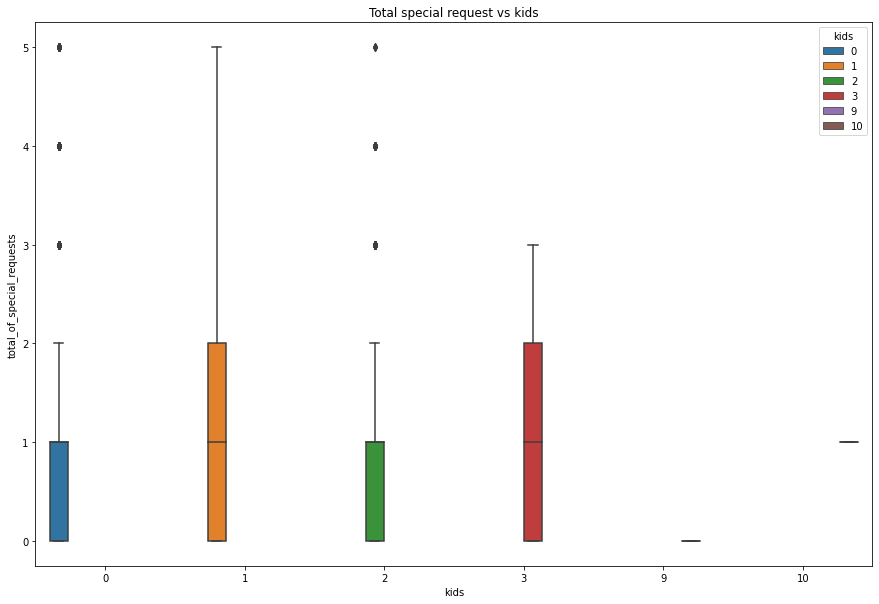 Total special request vs kids
kids
0
1
2
3
9
10
5
4
3
2
1
0
total_of_special_requests
0 1 2 3 9 10
kids